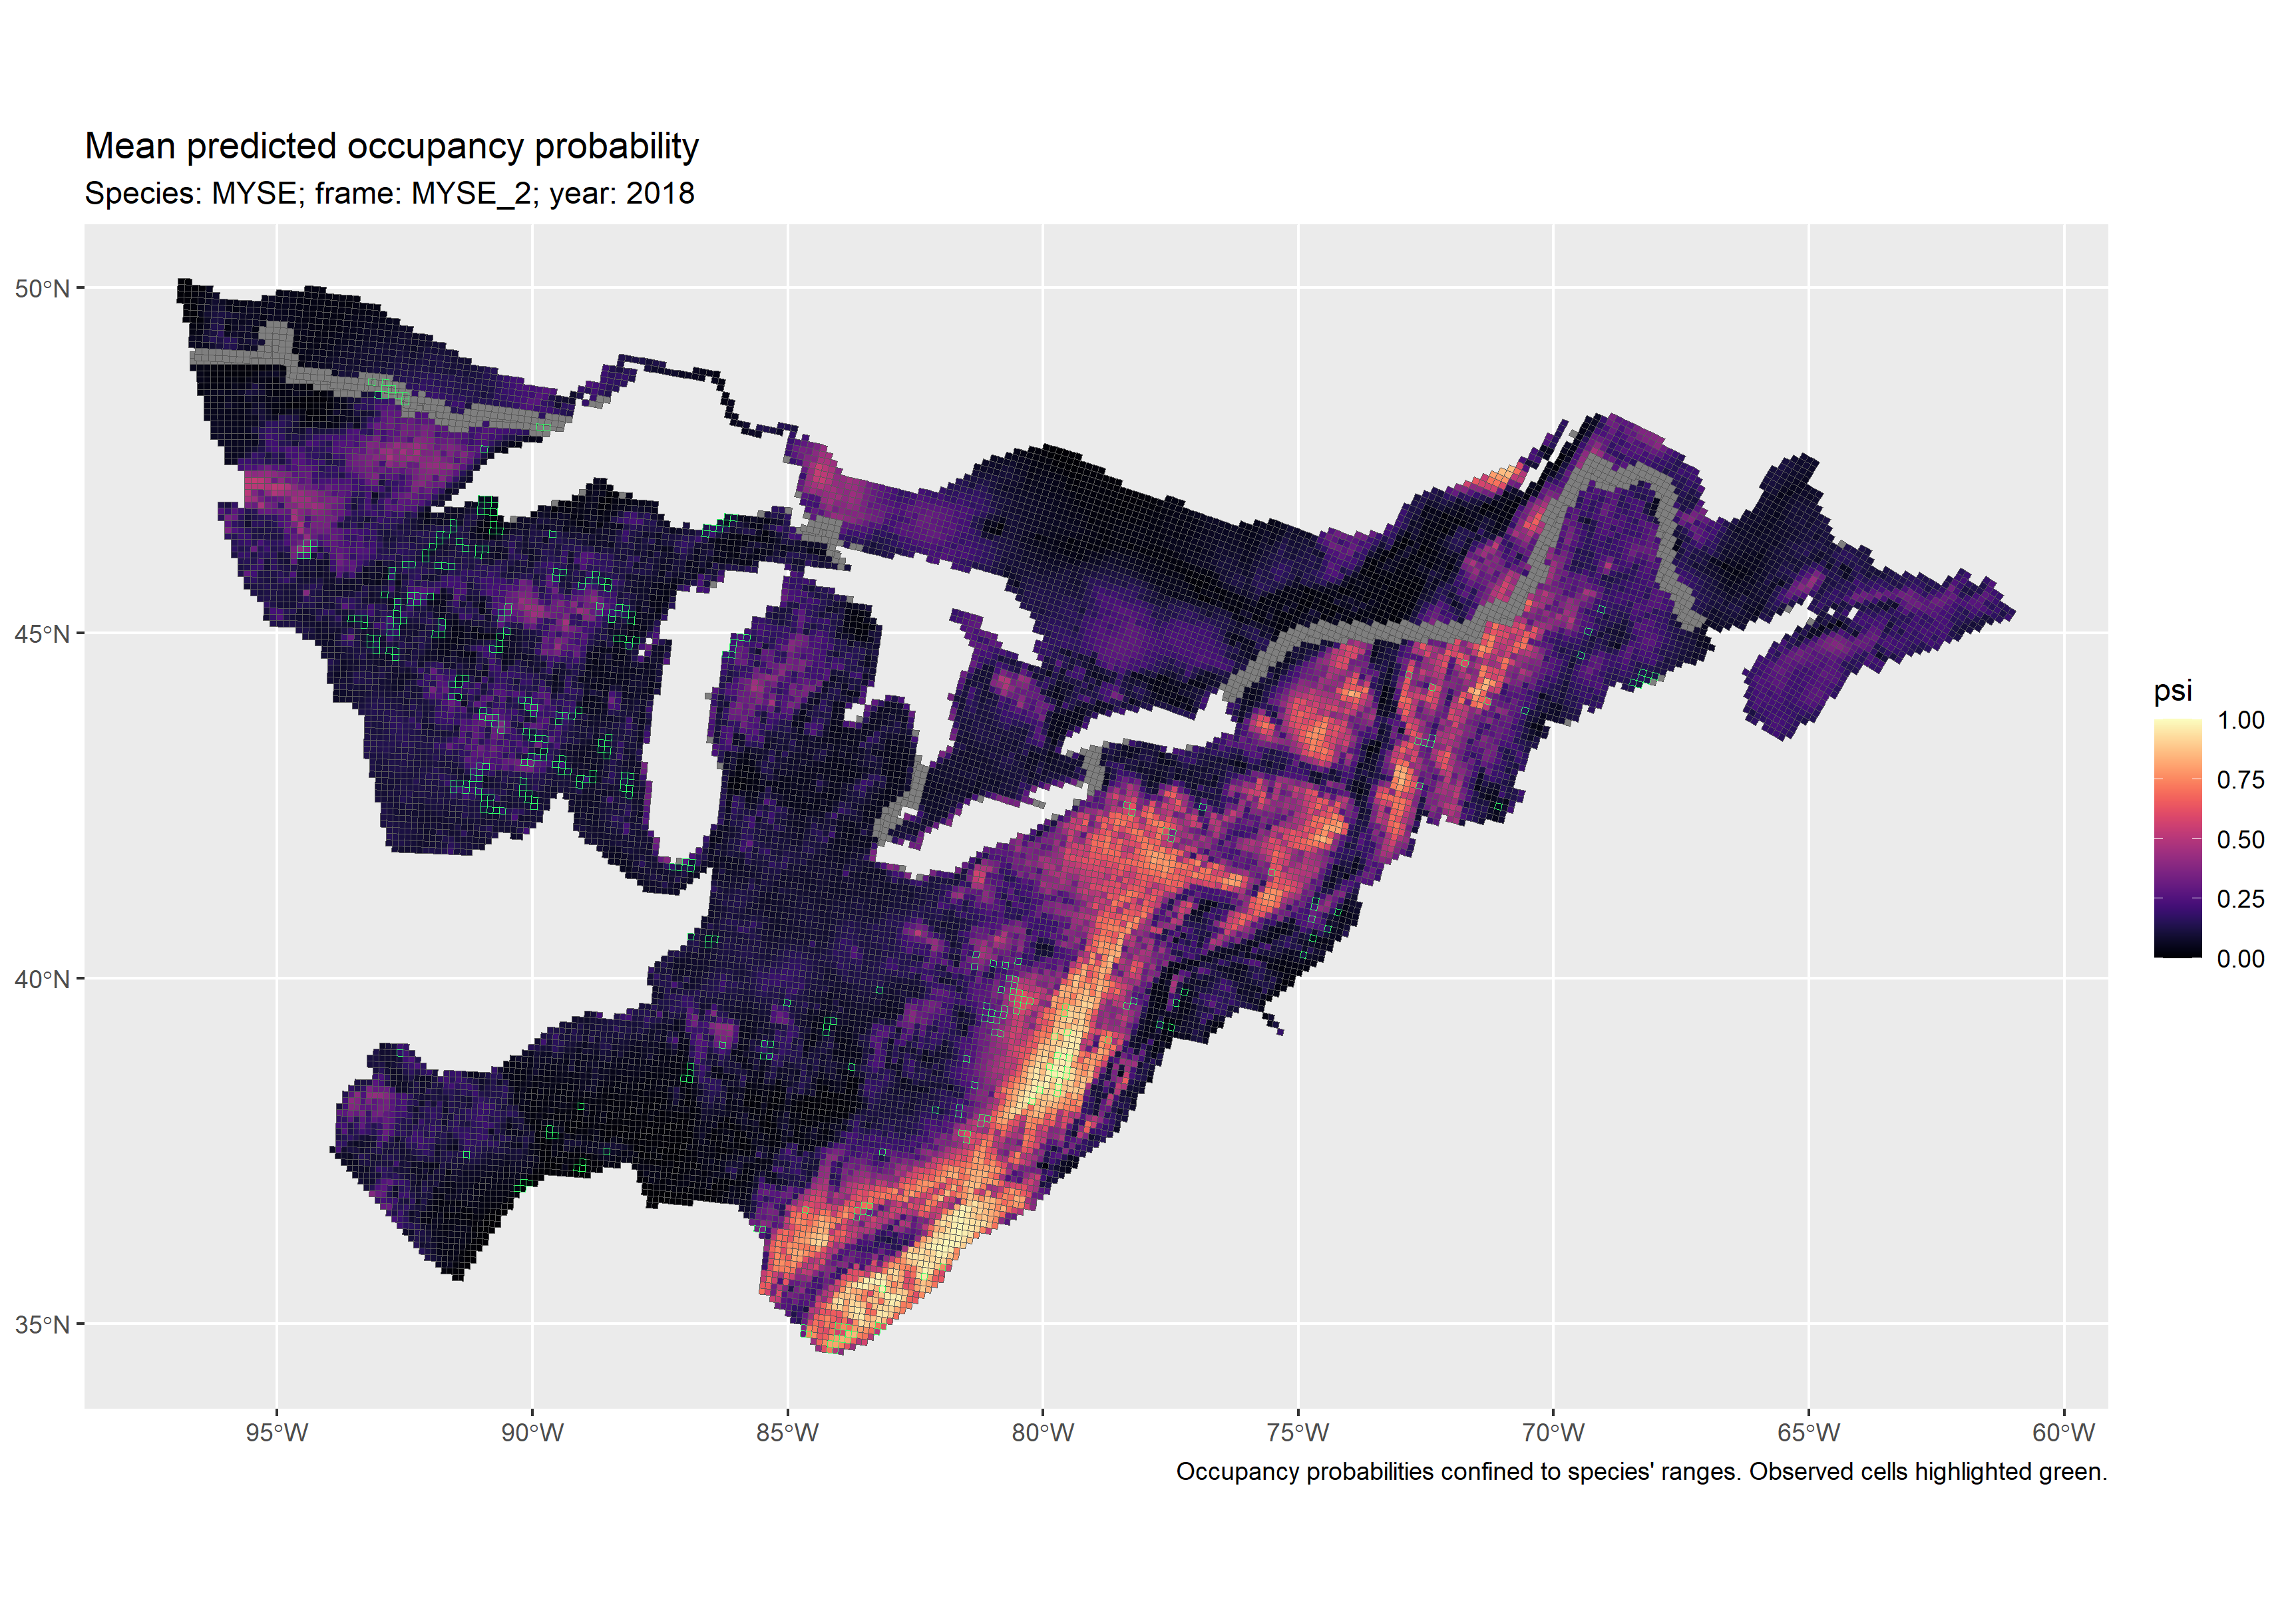 Mean predicted occupancy probability
Species: MYSE; frame: MYSE_2; year: 2018
50°N
45°N
40°N
35°N
95°W
90°W
85°W
80°W
75°W
70°W
65°W
60°W
psi
1.00
0.75
0.50
0.25
0.00
Occupancy probabilities confined to species' ranges. Observed cells highlighted green.